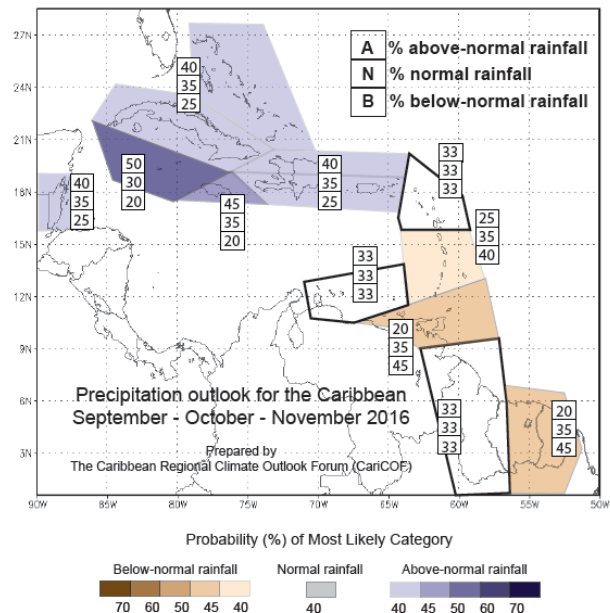 27N
24N
21N
18N
15N
12N
9N
6N
3N
90W
85W
80W
75W
70W
65W
60W
55W
50W
A % above-normal rainfall
N % normal rainfall
B % below-normal rainfall
40
35
25
50
30
20
40
35
25
45
35
20
40
35
25
33
33
33
25
35
40
33
33
33
20
35
45
33
33
33
20
35
45
Precipitation outlook for the Caribbean
September - October - November 2016
Prepared by
The Caribbean Regional Climate Outlook Forum (CariCOF)
Probability (%) of Most Likely Category
Below-normal rainfall
Normal rainfall
Above-normal rainfall
70 60 50 45 40
40
40 45 50 60 70